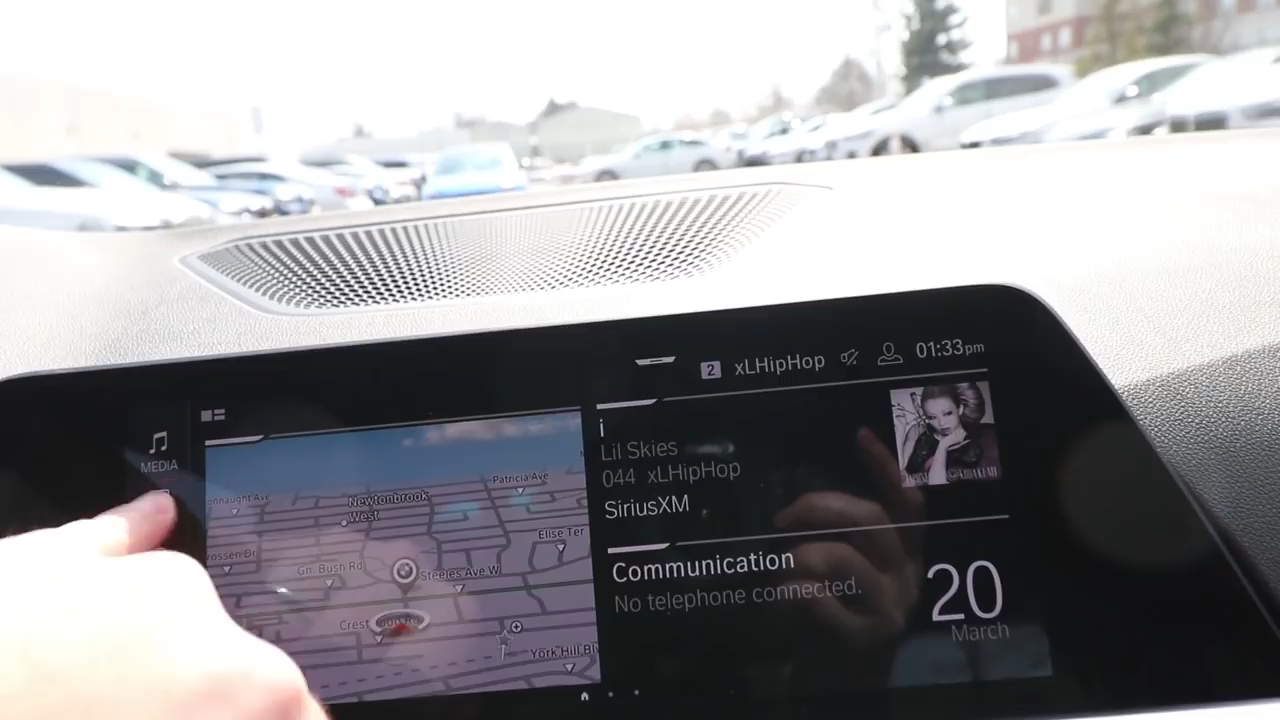 2 xLHipHop 01:33pm
MEDIA
i
Lil Skies
044 xLHipHop
SiriusXM
Communication
No telephone connected.
20
March
Patricia Ave
Newtonbrook
West
Elise Ter
Gn. Bush Rd
Steeles Ave W
Crest
York Hill Blv